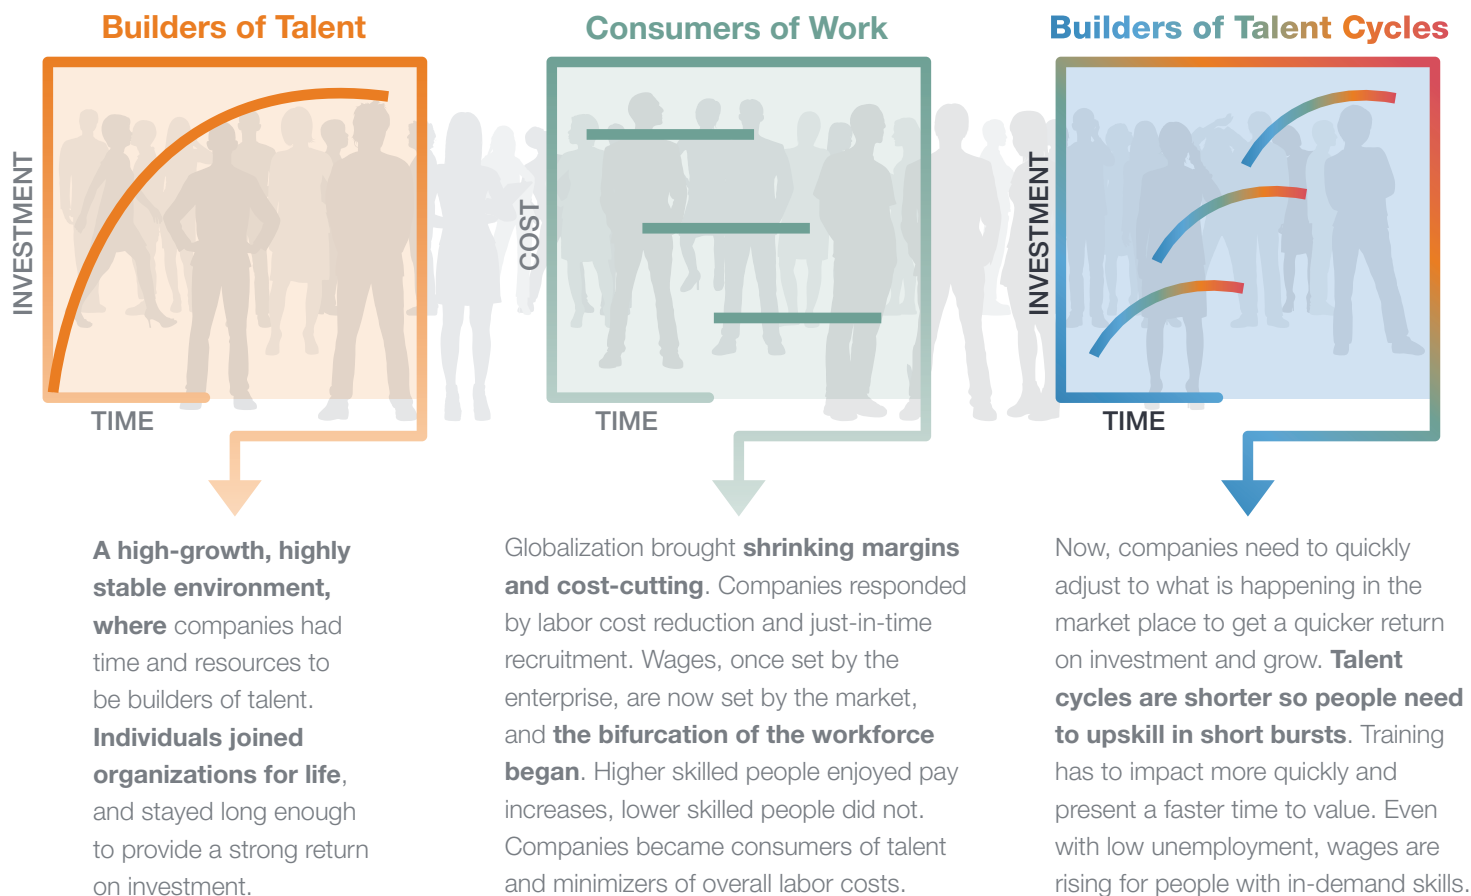 Builders of Talent
INVESTMENT
TIME
A high-growth, highly
stable environment,
where companies had
time and resources to
be builders of talent.
Individuals joined
organizations for life,
and stayed long enough
to provide a strong return
on investment.
Consumers of Work
COST
TIME
Globalization brought shrinking margins
and cost-cutting. Companies responded
by labor cost reduction and just-in-time
recruitment. Wages, once set by the
enterprise, are now set by the market,
and the bifurcation of the workforce
began. Higher skilled people enjoyed pay
increases, lower skilled people did not.
Companies became consumers of talent
and minimizers of overall labor costs.
Builders of Talent Cycles
INVESTMENT
TIME
Now, companies need to quickly
adjust to what is happening in the
market place to get a quicker return
on investment and grow. Talent
cycles are shorter so people need
to upskill in short bursts. Training
has to impact more quickly and
present a faster time to value. Even
with low unemployment, wages are
rising for people with in-demand skills.